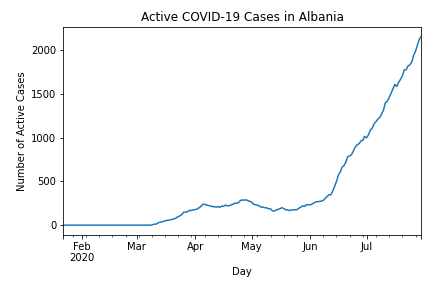 Active COVID-19 Cases in Albania
Number of Active Cases
2000
1500
1000
500
0
Feb
2020
Mar
Apr
May
Jun
Jul
Day